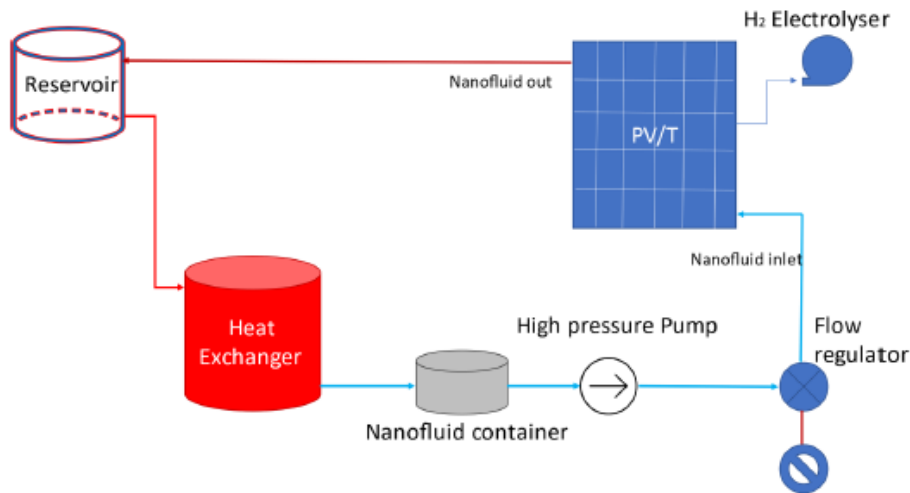 H₂ Electrolyser
Reservoir
Nanofluid out
PV/T
Nanofluid inlet
Heat
Exchanger
High pressure Pump
Flow
regulator
Nanofluid container